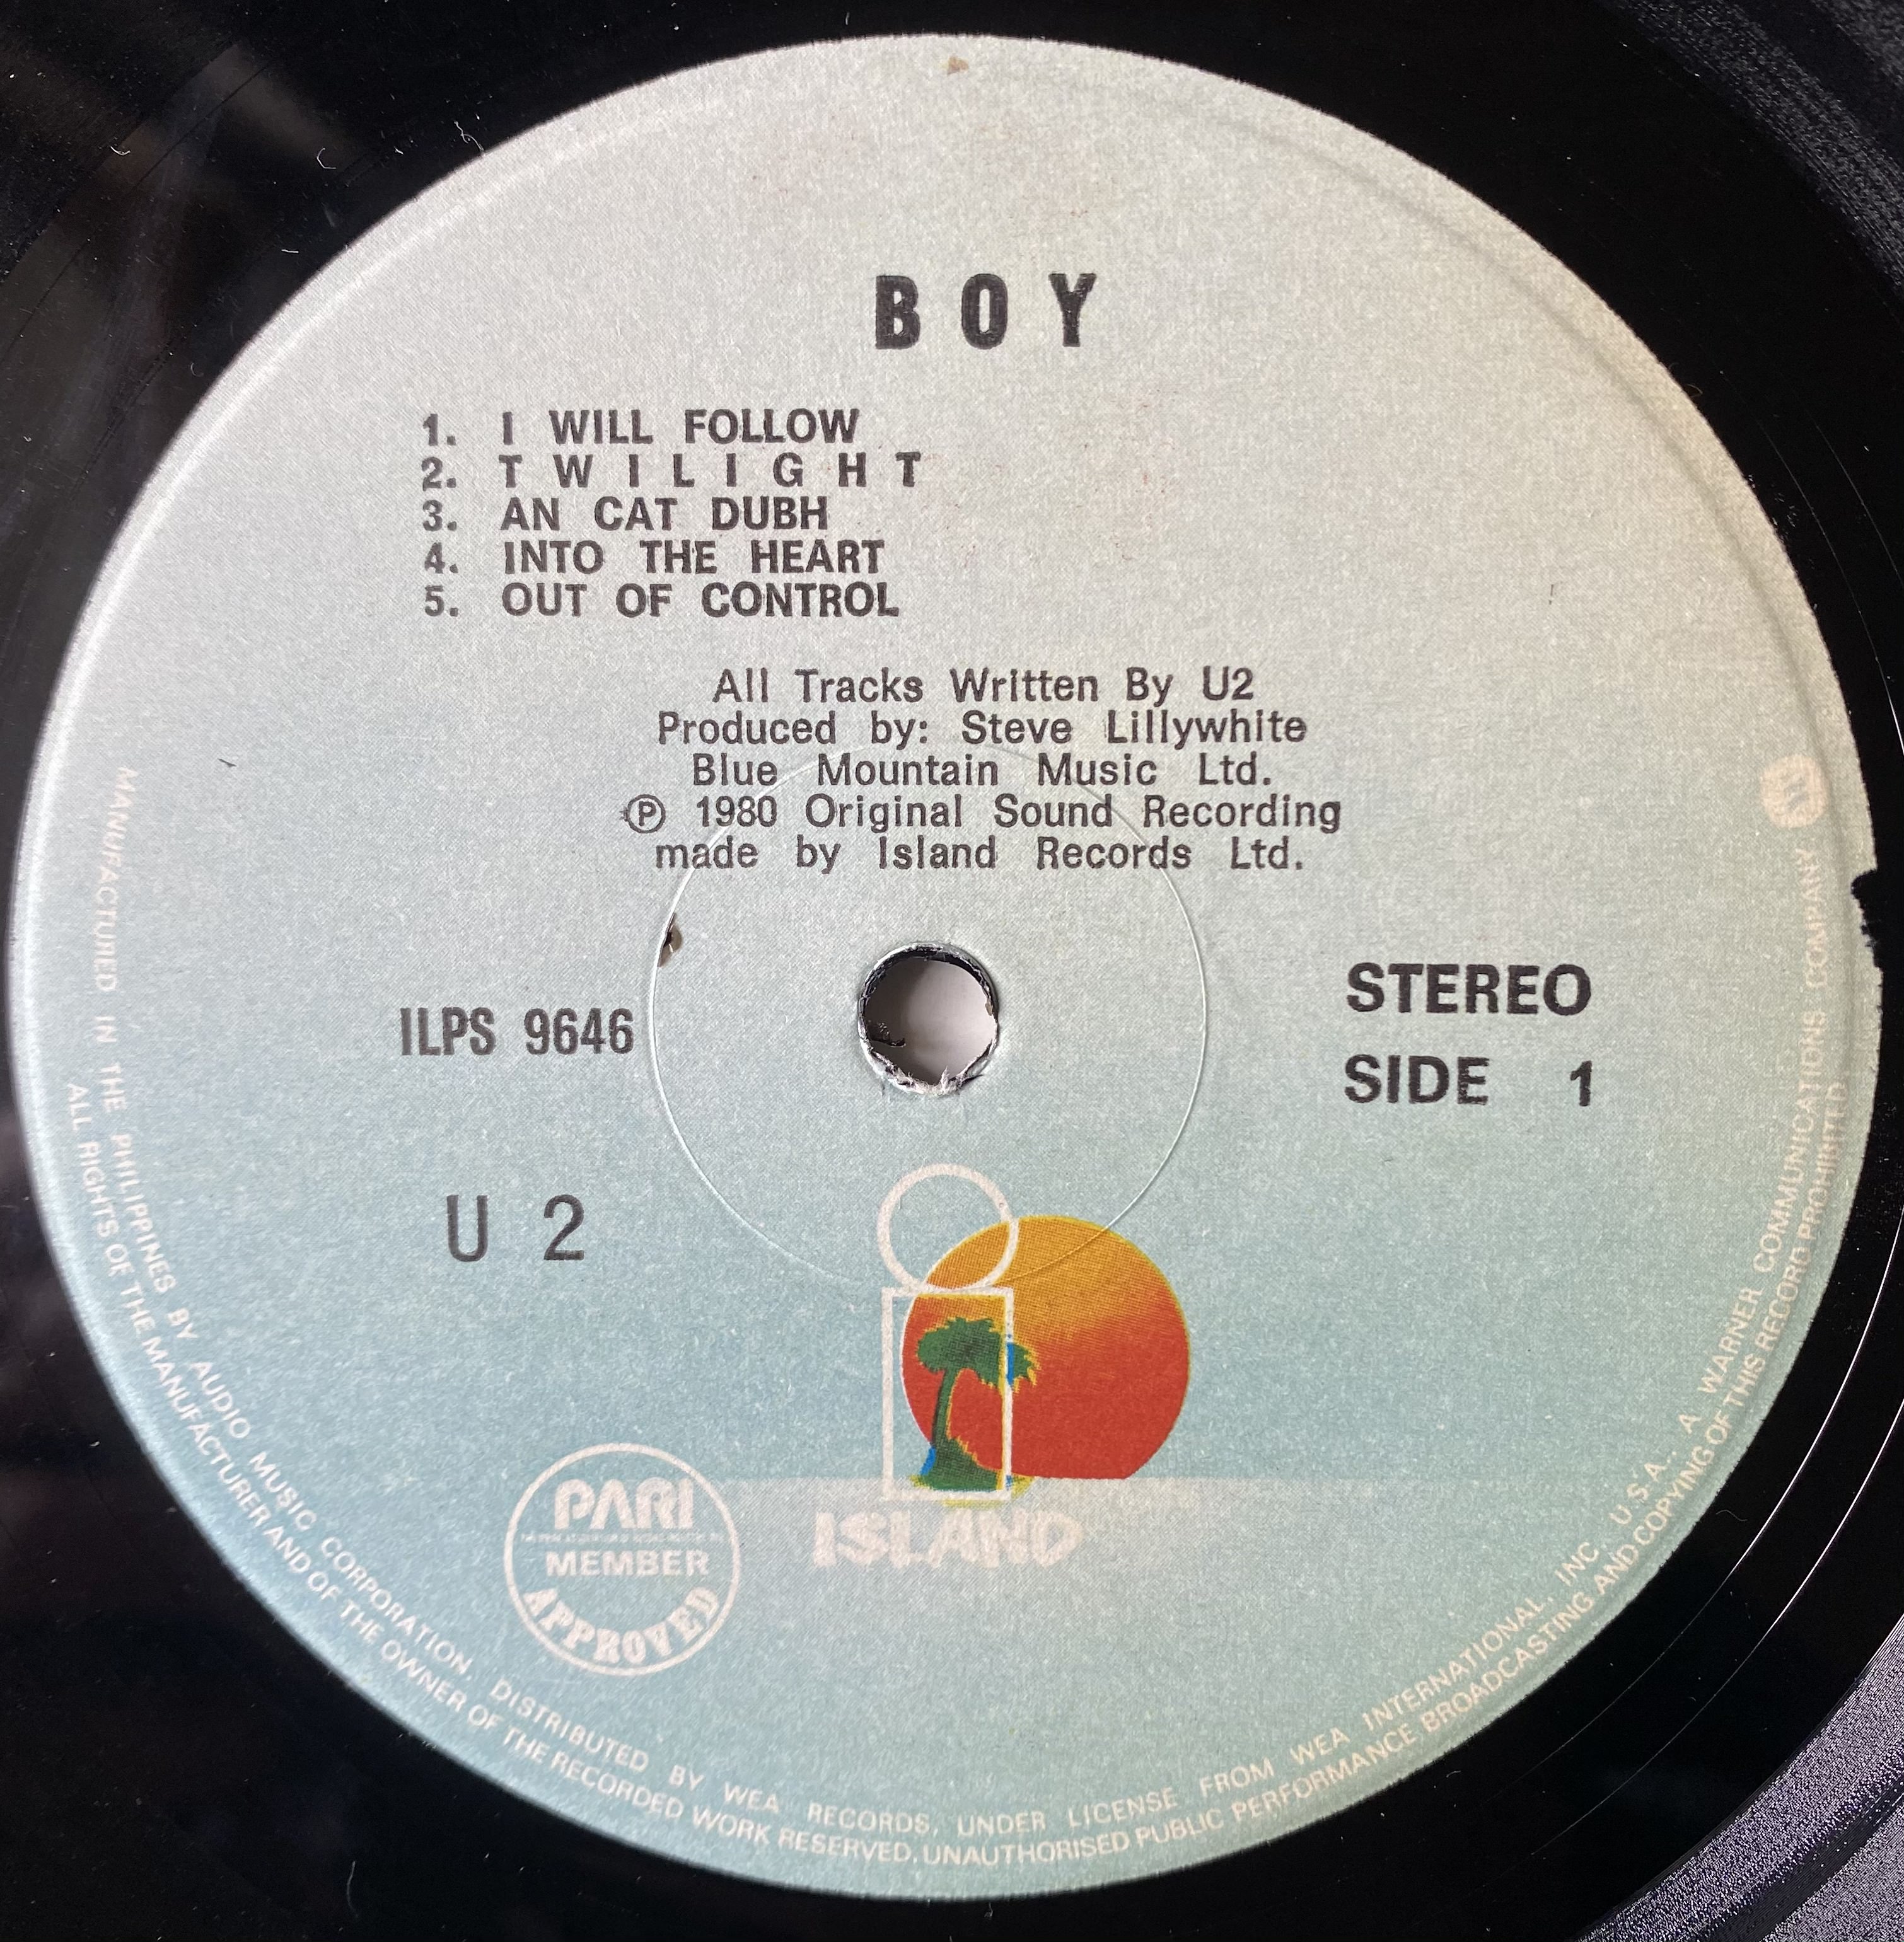 B O Y
1. I WILL FOLLOW
2. T W I L I G H T
3. AN CAT DUBH
4. INTO THE HEART
5. OUT OF CONTROL
All Tracks Written By U2
Produced by: Steve Lillywhite
Blue Mountain Music Ltd.
Ⓟ 1980 Original Sound Recording
made by Island Records Ltd.
ILPS 9646
STEREO
SIDE 1
U 2
ISLAND
PARI
MEMBER
APPROVED
MANUFACTURED IN THE PHILIPPINES BY AUDIO MUSIC CORPORATION. DISTRIBUTED BY WEA RECORDS, UNDER LICENSE FROM WEA INTERNATIONAL, INC., U.S.A., A WARNER COMMUNICATIONS COMPANY
ALL RIGHTS OF THE MANUFACTURER AND OF THE OWNER OF THE RECORDED WORK RESERVED. UNAUTHORISED PUBLIC PERFORMANCE BROADCASTING AND COPYING OF THIS RECORD PROHIBITED